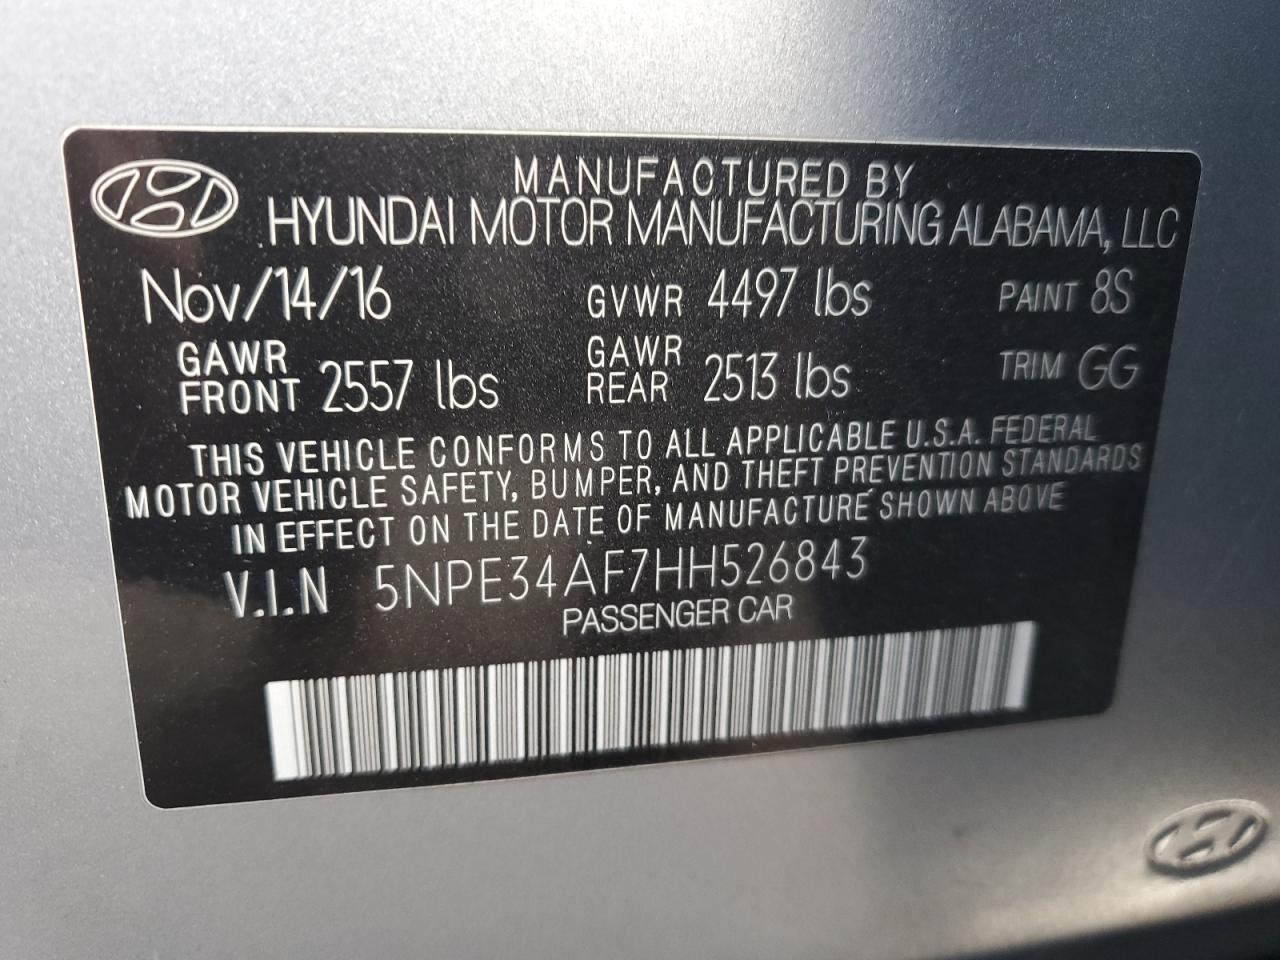 MANUFACTURED BY
HYUNDAI MOTOR MANUFACTURING ALABAMA, LLC
Nov/14/16 GVWR 4497 lbs PAINT 8S
GAWR FRONT 2557 lbs GAWR REAR 2513 lbs TRIM GG
THIS VEHICLE CONFORMS TO ALL APPLICABLE U.S.A. FEDERAL
MOTOR VEHICLE SAFETY, BUMPER, AND THEFT PREVENTION STANDARDS
IN EFFECT ON THE DATE OF MANUFACTURE SHOWN ABOVE
V.I.N 5NPE34AF7HH526843
PASSENGER CAR